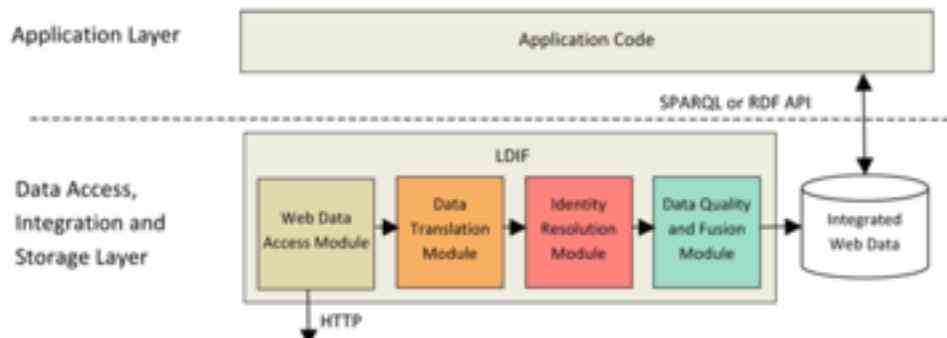 Application Layer
Application Code
SPARQL or RDF API
LDIF
Data Access,
Integration and
Storage Layer
Web Data
Access Module
Data
Translation
Module
Identity
Resolution
Module
Data Quality
and Fusion
Module
Integrated
Web Data
HTTP